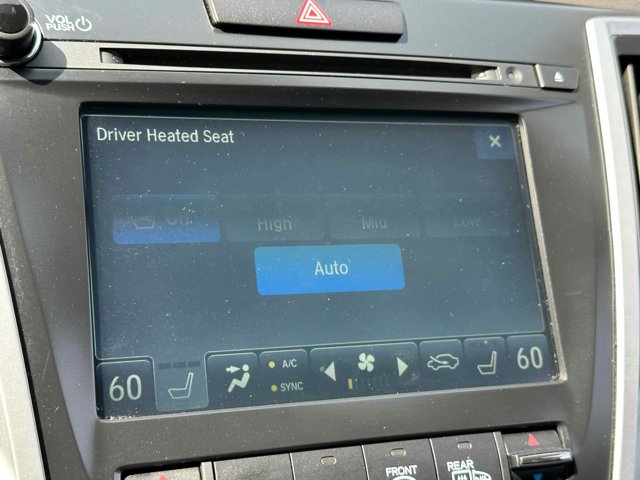 VOL
PUSH
Driver Heated Seat
Off High Mid Low
Auto
60 A/C 60
SYNC
FRONT REAR